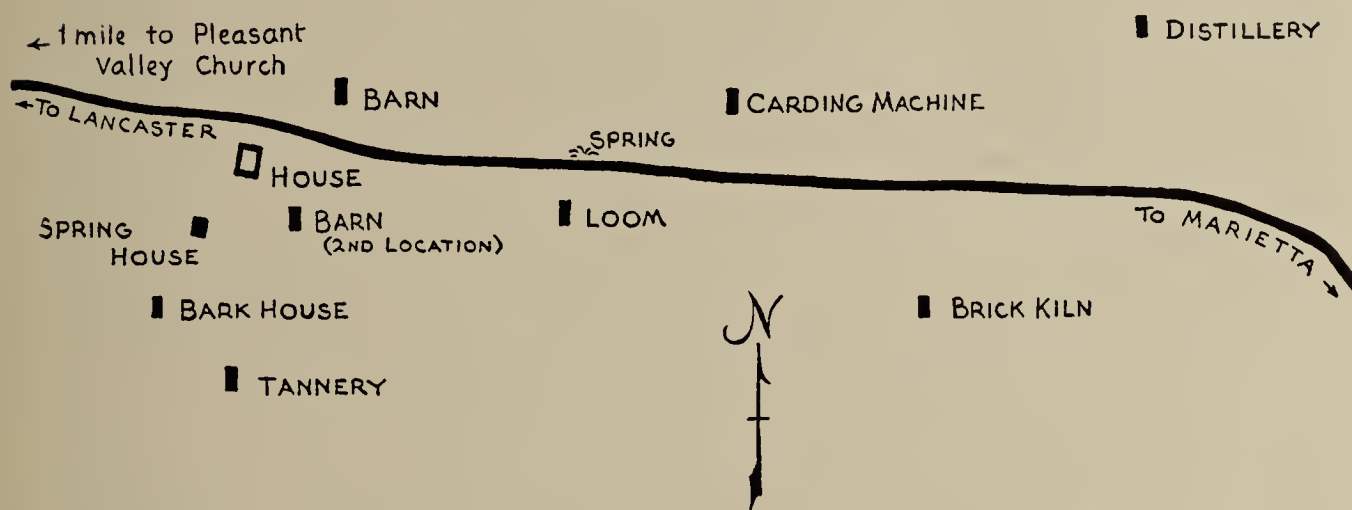 ← 1 mile to Pleasant
Valley Church
DISTILLERY
BARN
CARDING MACHINE
← TO LANCASTER
SPRING
HOUSE
BARN
(2ND LOCATION)
LOOM
TO MARIETTA →
SPRING
HOUSE
BARK HOUSE
N
BRICK KILN
TANNERY